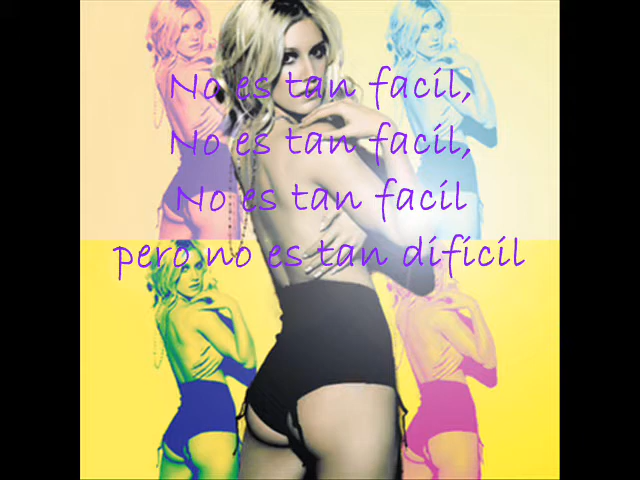 No es tan facil,
No es tan facil,
No es tan facil
pero no es tan dificil